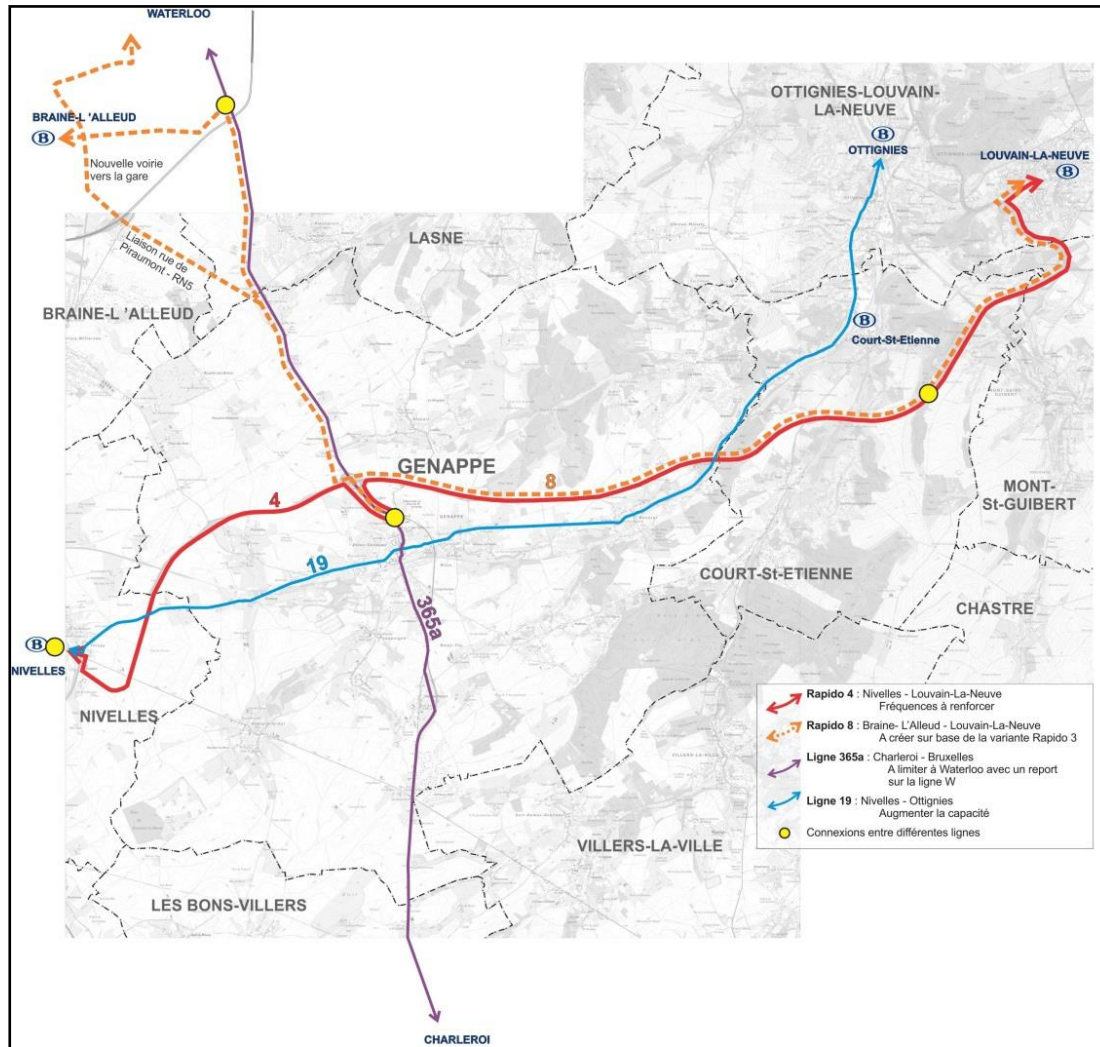 WATERLOO
OTTIGNIES-LOUVAIN-
LA-NEUVE
BRAINE-L 'ALLEUD
B
B
OTTIGNIES
LOUVAIN-LA-NEUVE
B
Nouvelle voirie
vers la gare
LASNE
Liaison rue de
Piraumont - RN5
BRAINE-L 'ALLEUD
B
Court-St-Etienne
GENAPPE
8
4
MONT-
St-GUIBERT
19
COURT-St-ETIENNE
365a
CHASTRE
B
NIVELLES
NIVELLES
Rapido 4 : Nivelles - Louvain-La-Neuve
Fréquences à renforcer
Rapido 8 : Braine- L'Alleud - Louvain-La-Neuve
A créer sur base de la variante Rapido 3
Ligne 365a : Charleroi - Bruxelles
A limiter à Waterloo avec un report
sur la ligne W
Ligne 19 : Nivelles - Ottignies
Augmenter la capacité
Connexions entre différentes lignes
VILLERS-LA-VILLE
LES BONS-VILLERS
CHARLEROI